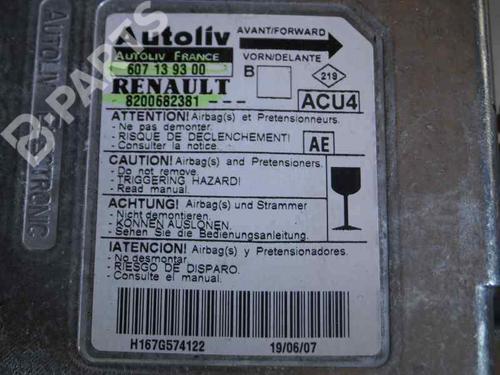 Autoliv
AUTOLIV FRANCE
607 13 93 00
RENAULT
8200682381---
AVANT/FORWARD
VORN/DELANTE
B
219
ACU4
ATTENTION! Airbag(s) et Pretensionneurs.
- Ne pas demonter.
- RISQUE DE DECLENCHEMENT!
- Consulter la notice.
AE
CAUTION! Airbag(s) and Pretensioners.
- Do not remove.
- TRIGGERING HAZARD!
- Read manual.
ACHTUNG! Airbag(s) und Strammer
- Nicht demontieren.
- KONNEN AUSLONEN.
- Sehen Sie die Bedienungsanleitung.
¡ATENCION! Airbag(s) y Pretensionadores.
- No desmontar.
- RIESGO DE DISPARO.
- Consulte el manual.
H167G574122
19/06/07
B-PARTS